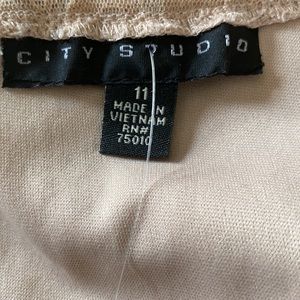 CITY STUDIO
11
MADE IN
VIETNAM
RN#
75010